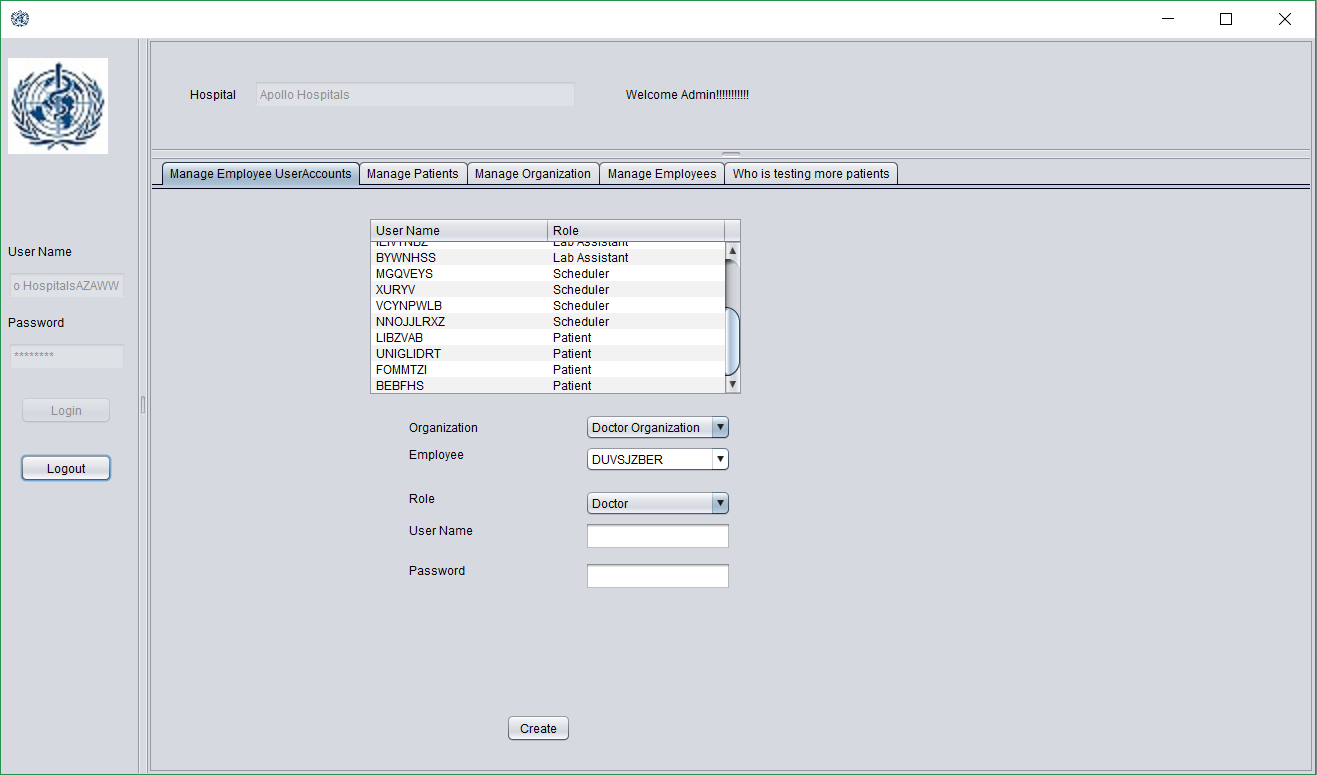 Hospital Apollo Hospitals Welcome Admin!!!!!!!!!!!
Manage Employee UserAccounts Manage Patients Manage Organization Manage Employees Who is testing more patients
User Name Role
Lab Assistant
BYWNHSS Lab Assistant
MGQVEYS Scheduler
XURYV Scheduler
VCYNPWLB Scheduler
NNOJJLRXZ Scheduler
LIBZVAB Patient
UNIGLIDRT Patient
FOMMTZI Patient
BEBFHS Patient
Organization Doctor Organization
Employee DUVSJZBER
Role Doctor
User Name
Password
Create
User Name
o HospitalsAZAWW
Password
********
Login
Logout